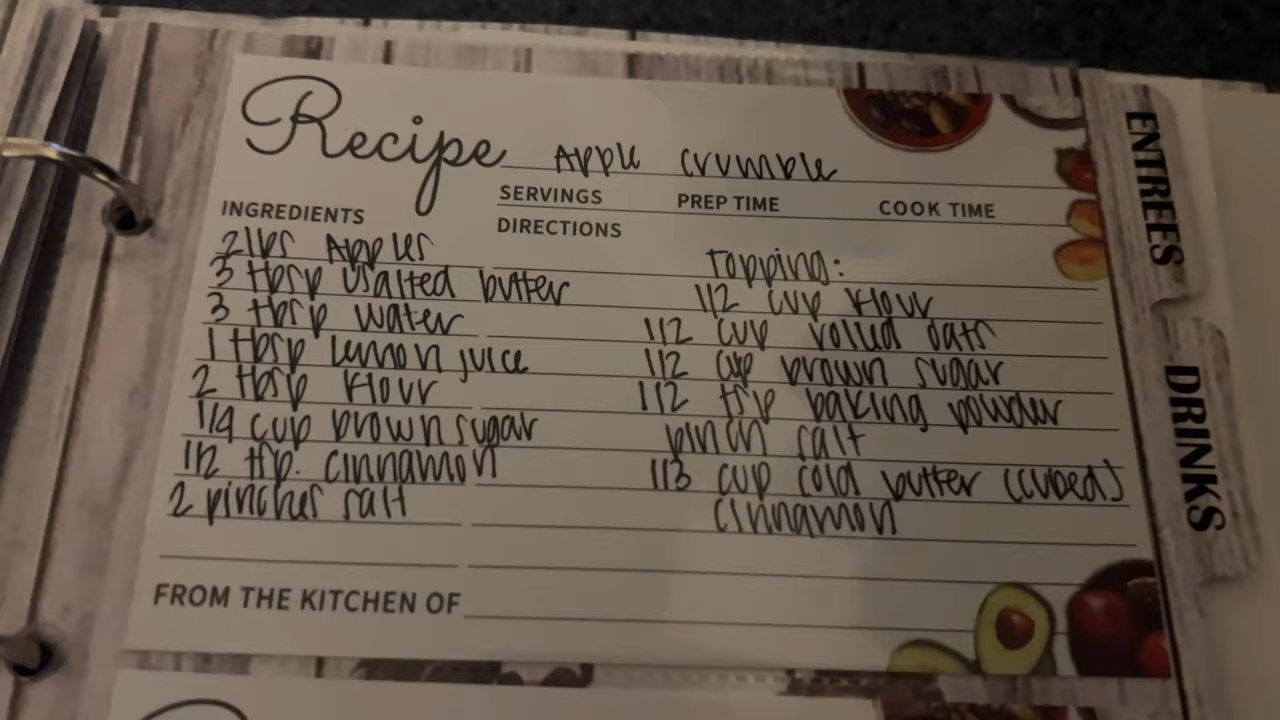 Recipe Apple Crumble
SERVINGS PREP TIME COOK TIME
INGREDIENTS
2lbs Apples
3 tbsp usalted butter
3 tbsp water
1 tbsp lemon juice
2 tbsp flour
1/4 cup brown sugar
1/2 tsp. cinnamon
2 pinches salt
DIRECTIONS
Topping:
1/2 cup flour
1/2 cup rolled oats
1/2 cup brown sugar
1/2 tsp baking powder
pinch salt
1/3 cup cold butter (cubed)
cinnamon
FROM THE KITCHEN OF
ENTREES
DRINKS